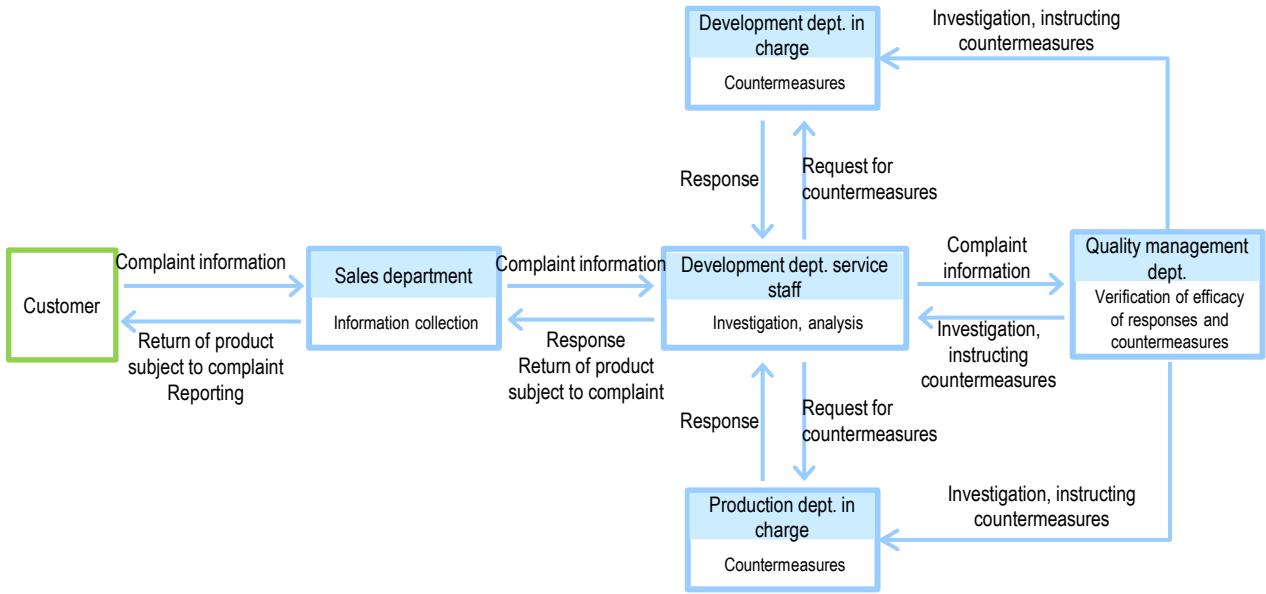 Development dept. in
charge
Countermeasures
Investigation, instructing
countermeasures
Response
Request for
countermeasures
Customer
Complaint information
Return of product
subject to complaint
Reporting
Sales department
Information collection
Complaint information
Response
Return of product
subject to complaint
Development dept. service
staff
Investigation, analysis
Complaint
information
Investigation,
instructing
countermeasures
Quality management
dept.
Verification of efficacy
of responses and
countermeasures
Response
Request for
countermeasures
Production dept. in
charge
Countermeasures
Investigation, instructing
countermeasures